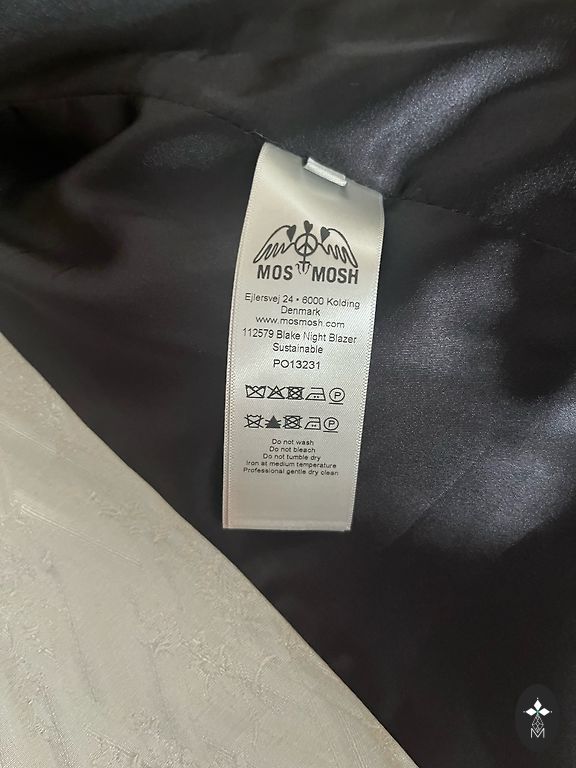 MOS MOSH
Ejlersvej 24 • 6000 Kolding
Denmark
www.mosmosh.com
112579 Blake Night Blazer
Sustainable
PO13231
P
P
Do not wash
Do not bleach
Do not tumble dry
Iron at medium temperature
Professional gentle dry clean
M